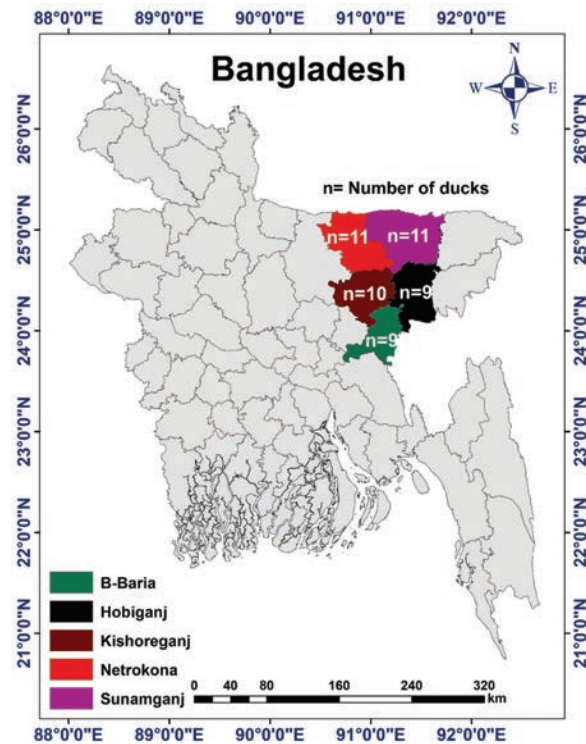 88°0'0"E 89°0'0"E 90°0'0"E 91°0'0"E 92°0'0"E
Bangladesh
N
W E
S
n= Number of ducks
26°0'0"N 26°0'0"N
25°0'0"N 25°0'0"N
24°0'0"N 24°0'0"N
23°0'0"N 23°0'0"N
22°0'0"N 22°0'0"N
21°0'0"N 21°0'0"N
n=11 n=11
n=10 n=9
n=9
B-Baria
Hobiganj
Kishoreganj
Netrokona
Sunamganj
0 40 80 160 240 320
km
88°0'0"E 89°0'0"E 90°0'0"E 91°0'0"E 92°0'0"E